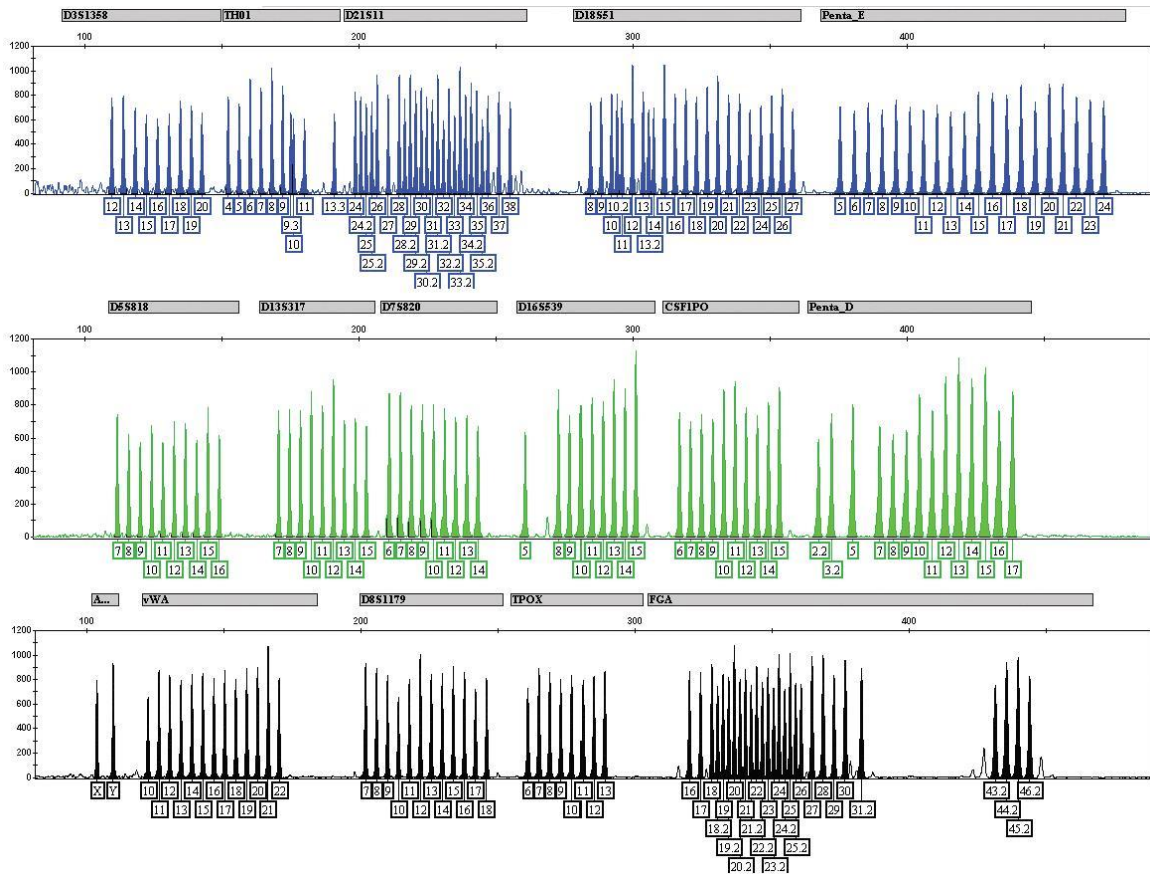 D3S1358 TH01 D21S11 D18S51 Penta_E
100 200 300 400
1200
1000
800
600
400
200
0
12 14 16 18 20 4 5 6 7 8 9 11 13.3 24 26 28 30 32 34 36 38 8 9 10.2 13 15 17 19 21 23 25 27 5 6 7 8 9 10 12 14 16 18 20 22 24
13 15 17 19 9.3 24.2 27 29 31 33 35 37 10 12 14 16 18 20 22 24 26 11 13 15 17 19 21 23
10 25 28.2 31.2 34.2 11 13.2
25.2 29.2 32.2 35.2
30.2 33.2
D5S818 D13S317 D7S820 D16S539 CSF1PO Penta_D
100 200 300 400
1200
1000
800
600
400
200
0
7 8 9 11 13 15 7 8 9 11 13 15 6 7 8 9 11 13 5 8 9 11 13 15 6 7 8 9 11 13 15 2.2 5 7 8 9 10 12 14 16
10 12 14 16 10 12 14 10 12 14 10 12 14 10 12 14 3.2 11 13 15 17
A... vWA D8S1179 TPOX FGA
100 200 300 400
1200
1000
800
600
400
200
0
X Y 10 12 14 16 18 20 22 7 8 9 11 13 15 17 6 7 8 9 11 13 16 18 20 22 24 26 28 30 43.2 46.2
11 13 15 17 19 21 10 12 14 16 18 10 12 17 19 21 23 25 27 29 31.2 44.2
18.2 21.2 24.2 45.2
19.2 22.2 25.2
20.2 23.2